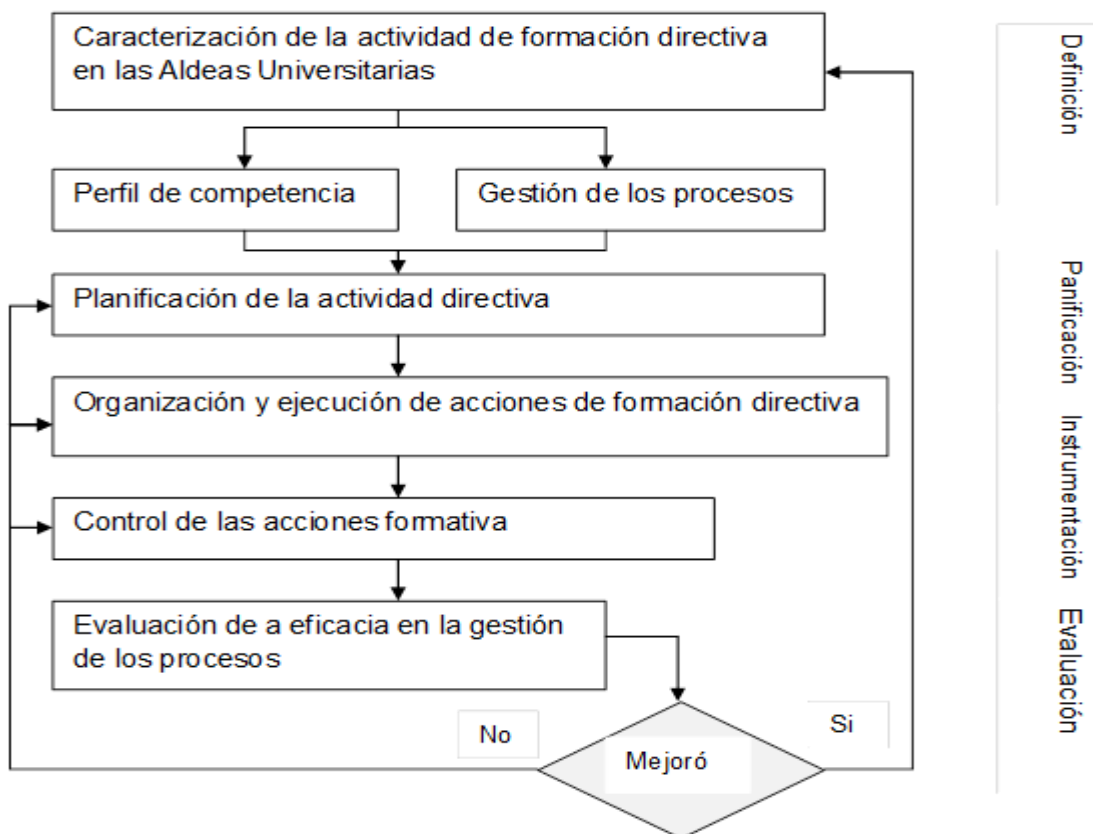 Caracterización de la actividad de formación directiva
en las Aldeas Universitarias
Perfil de competencia
Gestión de los procesos
Planificación de la actividad directiva
Organización y ejecución de acciones de formación directiva
Control de las acciones formativa
Evaluación de a eficacia en la gestión
de los procesos
No
Mejoró
Si
Definición
Panificación
Instrumentación
Evaluación